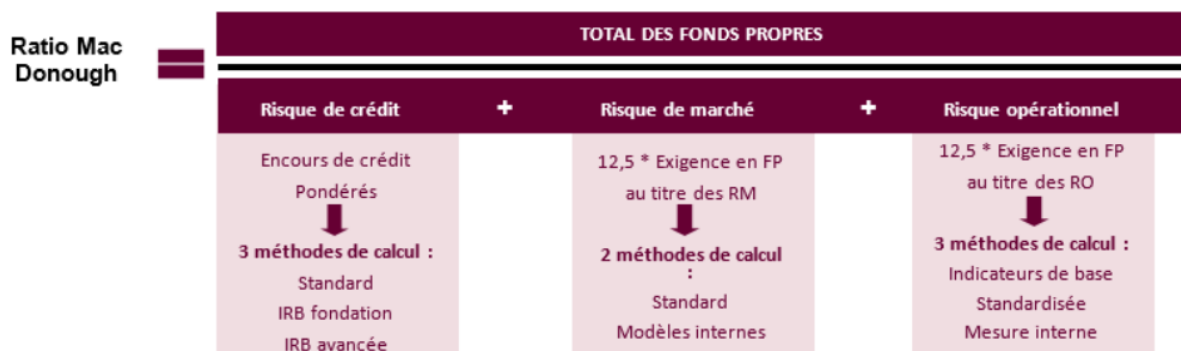 Ratio Mac
Donough
TOTAL DES FONDS PROPRES
Risque de crédit + Risque de marché + Risque opérationnel
Encours de crédit
Pondérés
3 méthodes de calcul :
Standard
IRB fondation
IRB avancée
12,5 * Exigence en FP
au titre des RM
2 méthodes de calcul
:
Standard
Modèles internes
12,5 * Exigence en FP
au titre des RO
3 méthodes de calcul :
Indicateurs de base
Standardisée
Mesure interne